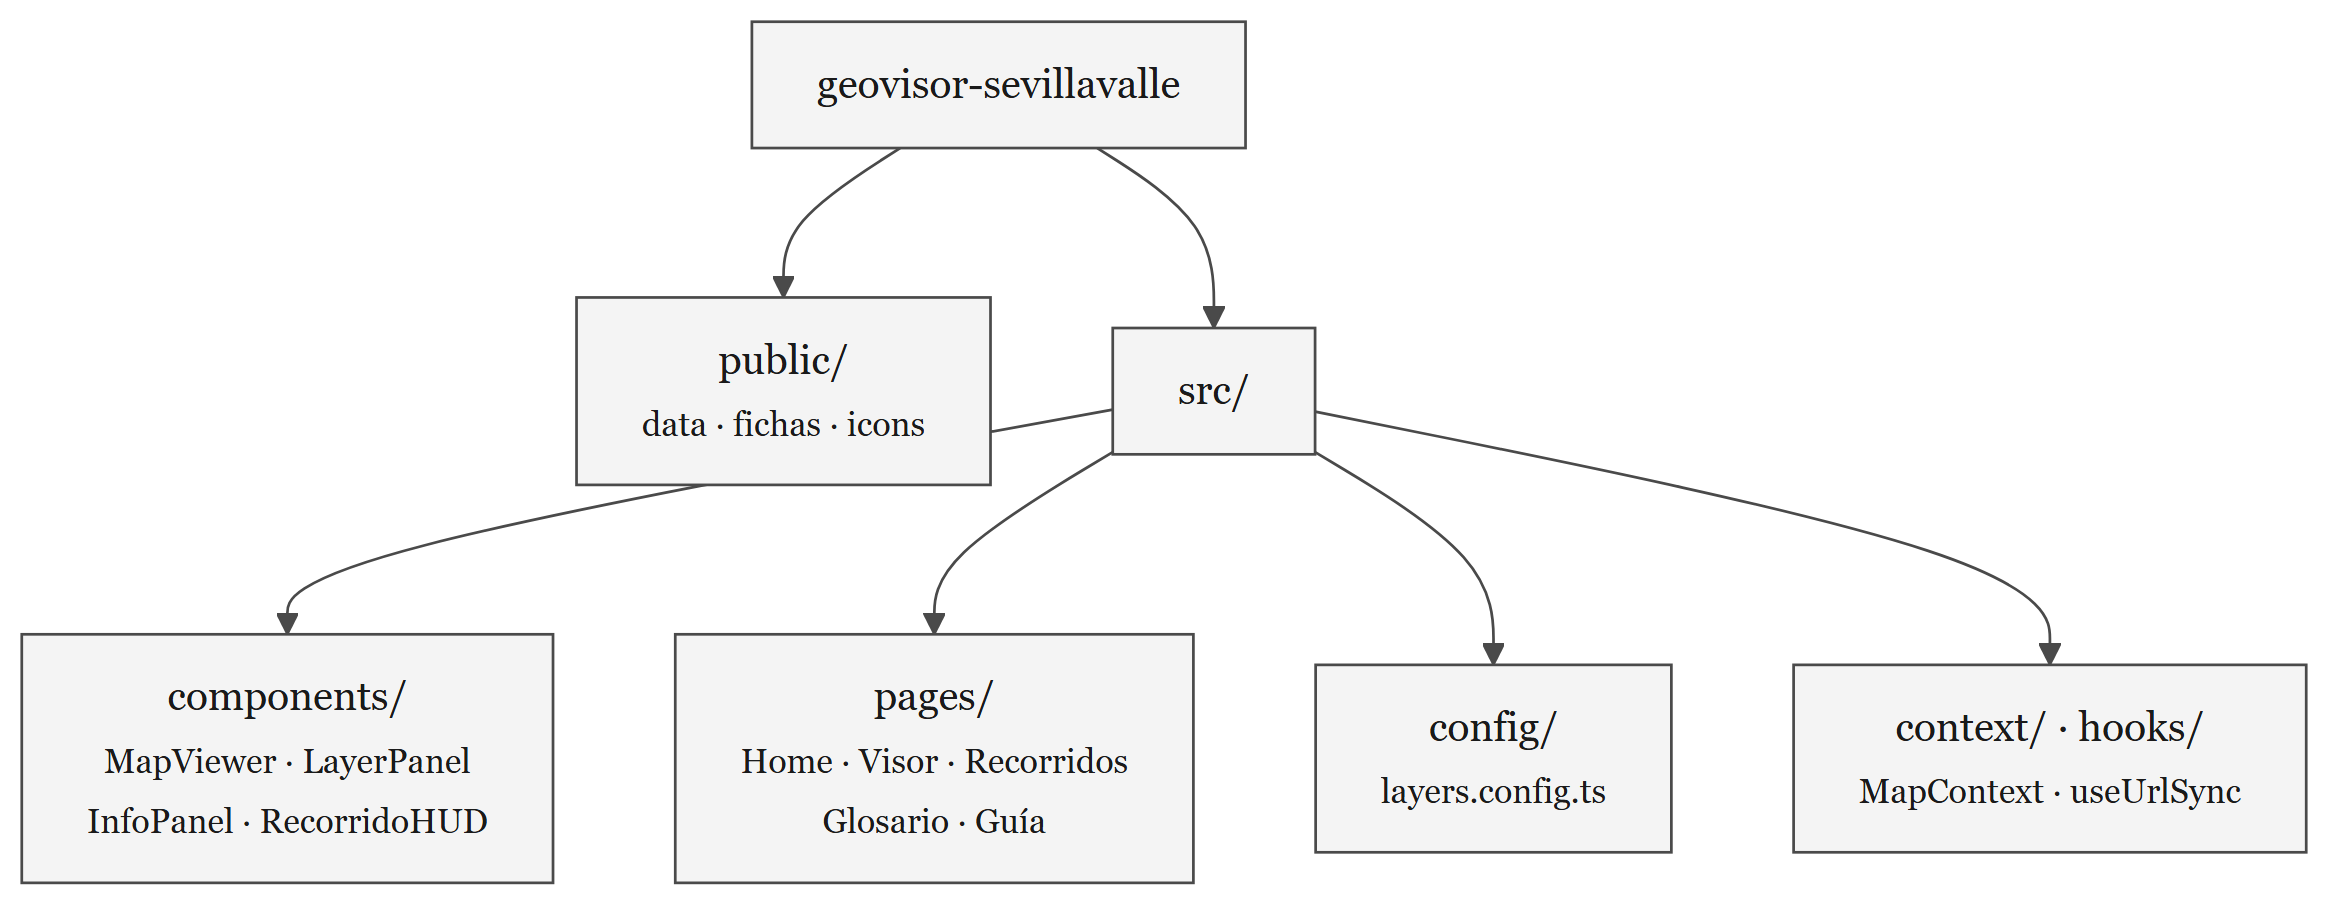 geovisor-sevillavalle
public/
data · fichas · icons
src/
components/
MapViewer · LayerPanel
InfoPanel · RecorridoHUD
pages/
Home · Visor · Recorridos
Glosario · Guía
config/
layers.config.ts
context/ · hooks/
MapContext · useUrlSync